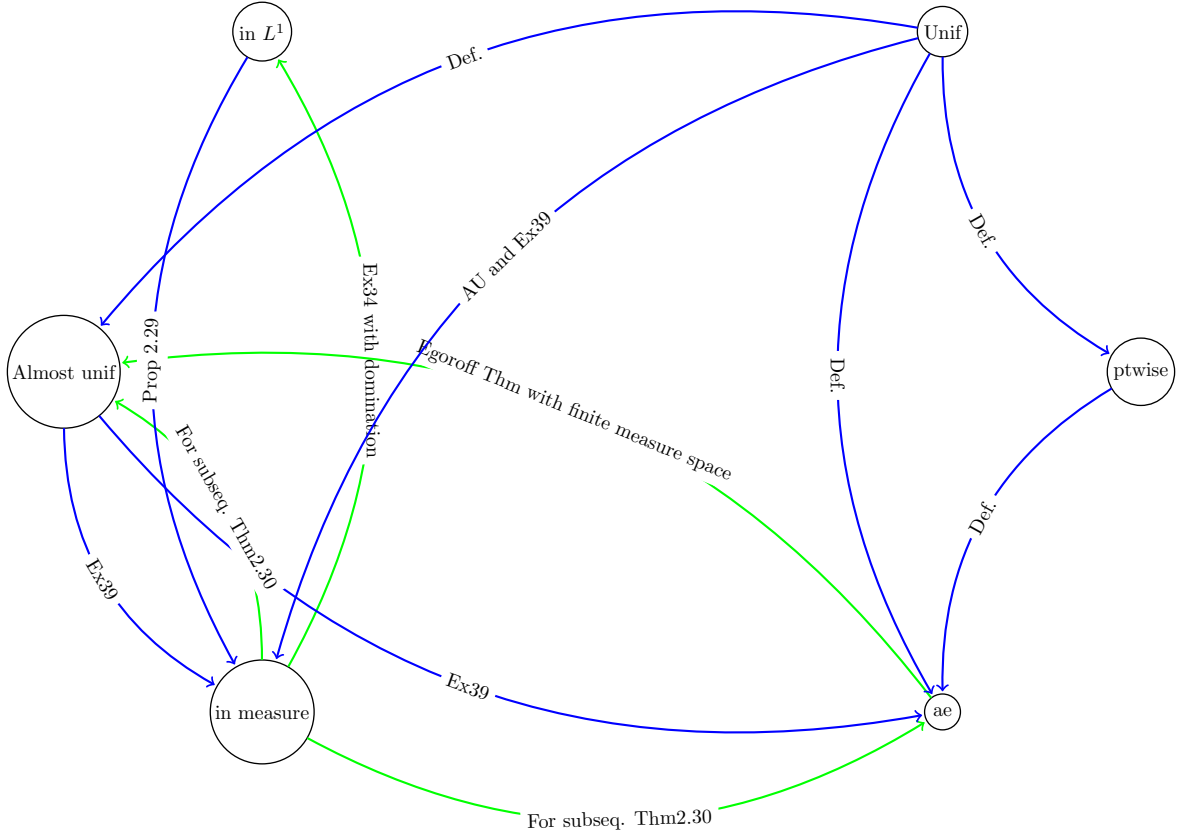 in L¹
Unif
Def.
AU and Ex39
Def.
Ex34 with domination
Prop 2.29
Egoroff Thm with finite measure space
Def.
Almost unif
ptwise
For subseq. Thm2.30
Def.
Ex39
Ex39
in measure
ae
For subseq. Thm2.30